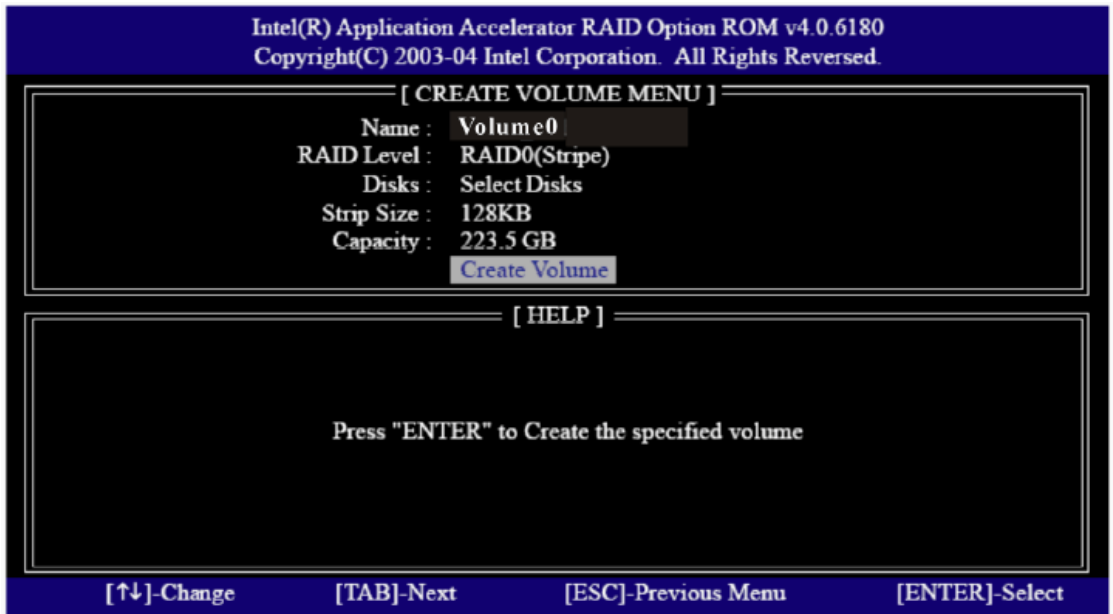 Intel(R) Application Accelerator RAID Option ROM v4.0.6180
Copyright(C) 2003-04 Intel Corporation.  All Rights Reversed.
[ CREATE VOLUME MENU ]
Name : Volume0
RAID Level : RAID0(Stripe)
Disks : Select Disks
Strip Size : 128KB
Capacity : 223.5 GB
Create Volume
[ HELP ]
Press "ENTER" to Create the specified volume
[↑↓]-Change [TAB]-Next [ESC]-Previous Menu [ENTER]-Select